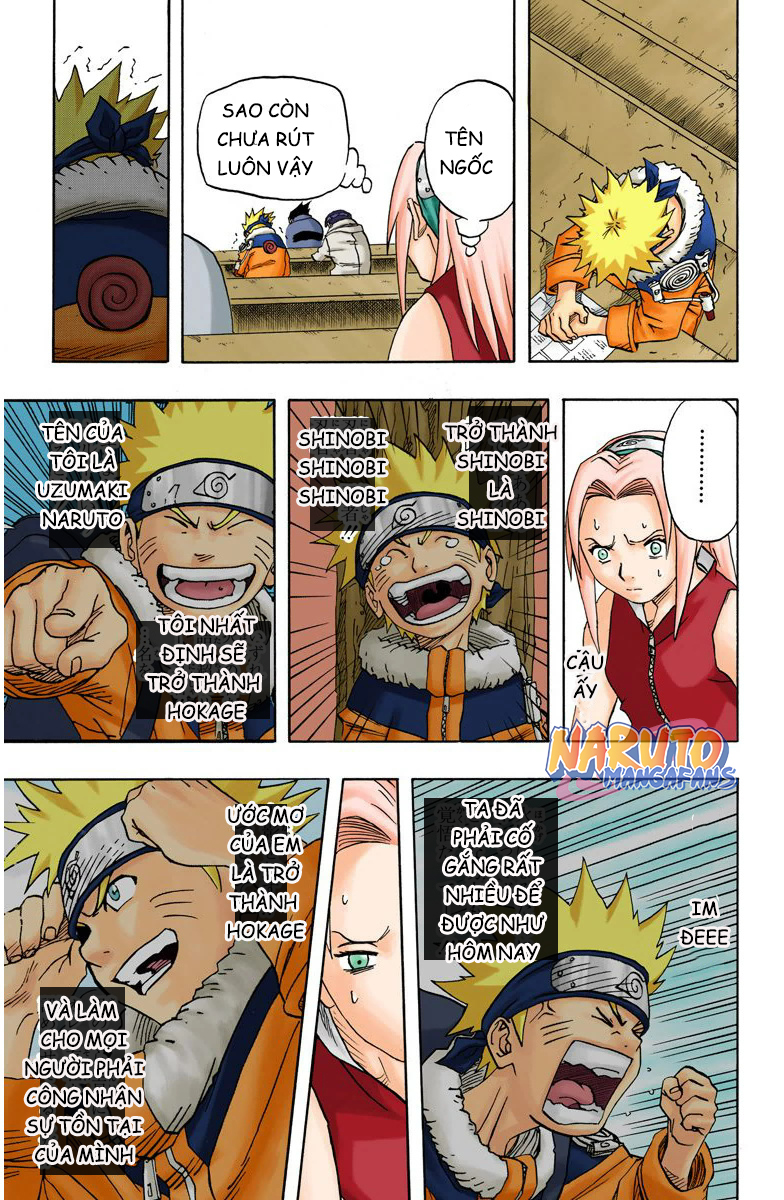 TÊN
NGỐC
SAO CÒN
CHƯA RÚT
LUÔN VẬY
.........
CẬU
ẤY
TRỞ THÀNH
SHINOBI
LÀ
SHINOBI
SHINOBI
SHINOBI
SHINOBI
!!
TÊN CỦA
TÔI LÀ
UZUMAKI
NARUTO
TÔI NHẤT
ĐỊNH SẼ
TRỞ THÀNH
HOKAGE
NARUTO
MANGAFANS
IM
ĐEEE
TA ĐÃ
PHẢI CỐ
GẮNG RẤT
NHIỀU ĐỂ
ĐƯỢC NHƯ
HÔM NAY
ƯỚC MƠ
CỦA EM
LÀ TRỞ
THÀNH
HOKAGE
VÀ LÀM
CHO MỌI
NGƯỜI PHẢI
CÔNG NHẬN
SỰ TỒN TẠI
CỦA MÌNH